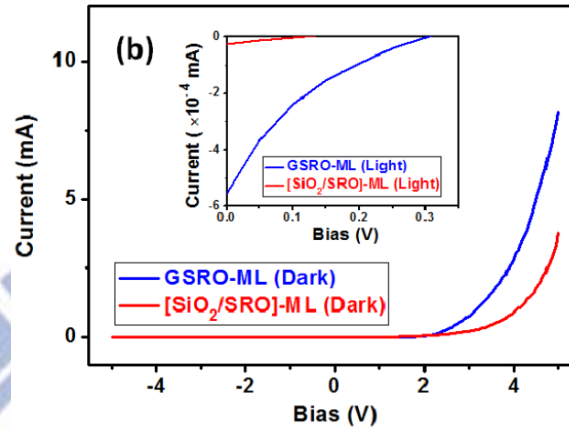 (b)
Current (mA)
10
5
0
-4
-2
0
2
4
Bias (V)
GSRO-ML (Dark)
[SiO₂/SRO]-ML (Dark)
Current ( ×10⁻⁴ mA)
0
-2
-4
-6
0.0
0.1
0.2
0.3
Bias (V)
GSRO-ML (Light)
[SiO₂/SRO]-ML (Light)